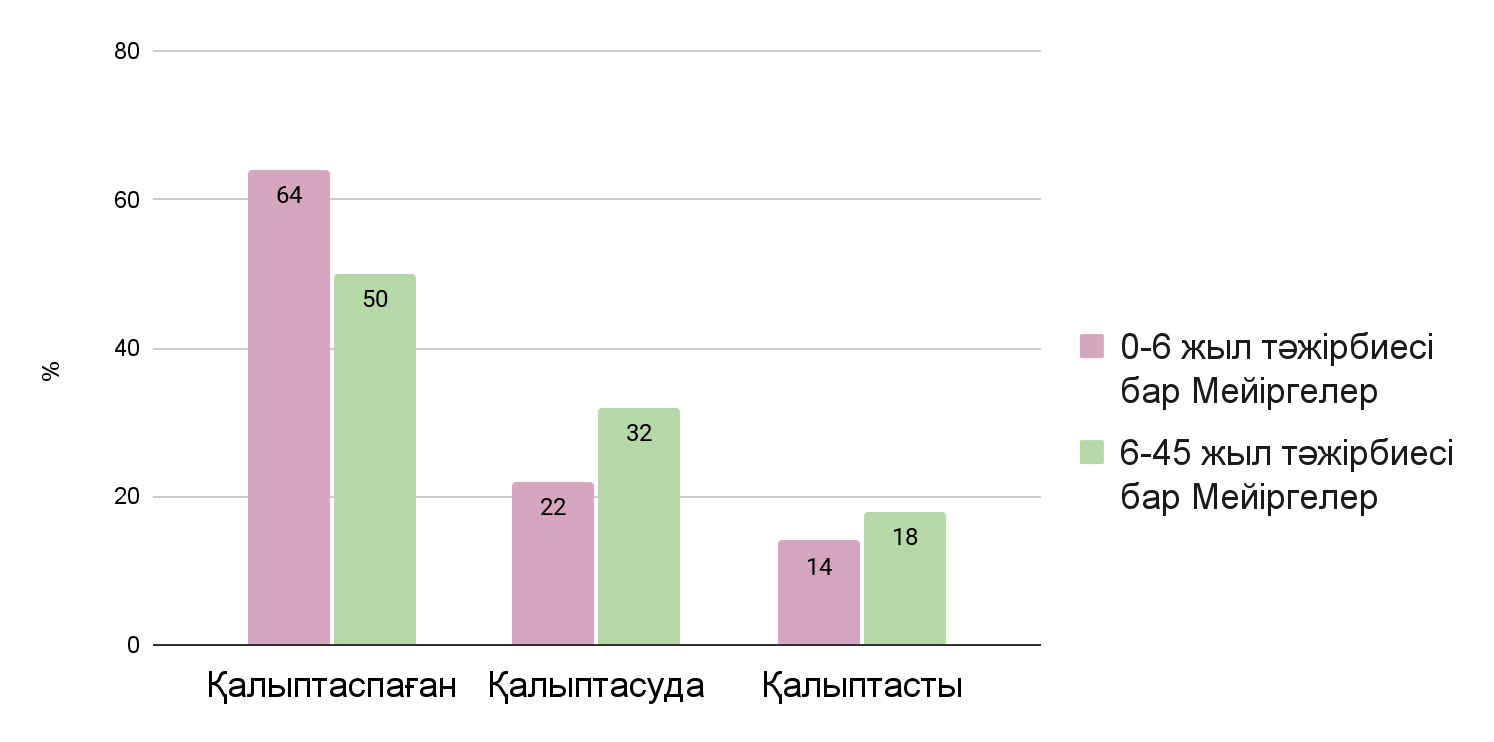 80
60
40
20
0
%
64
50
22
32
14
18
Қалыптаспаған
Қалыптасуда
Қалыптасты
0-6 жыл тәжірбиесі
бар Мейіргелер
6-45 жыл тәжірбиесі
бар Мейіргелер